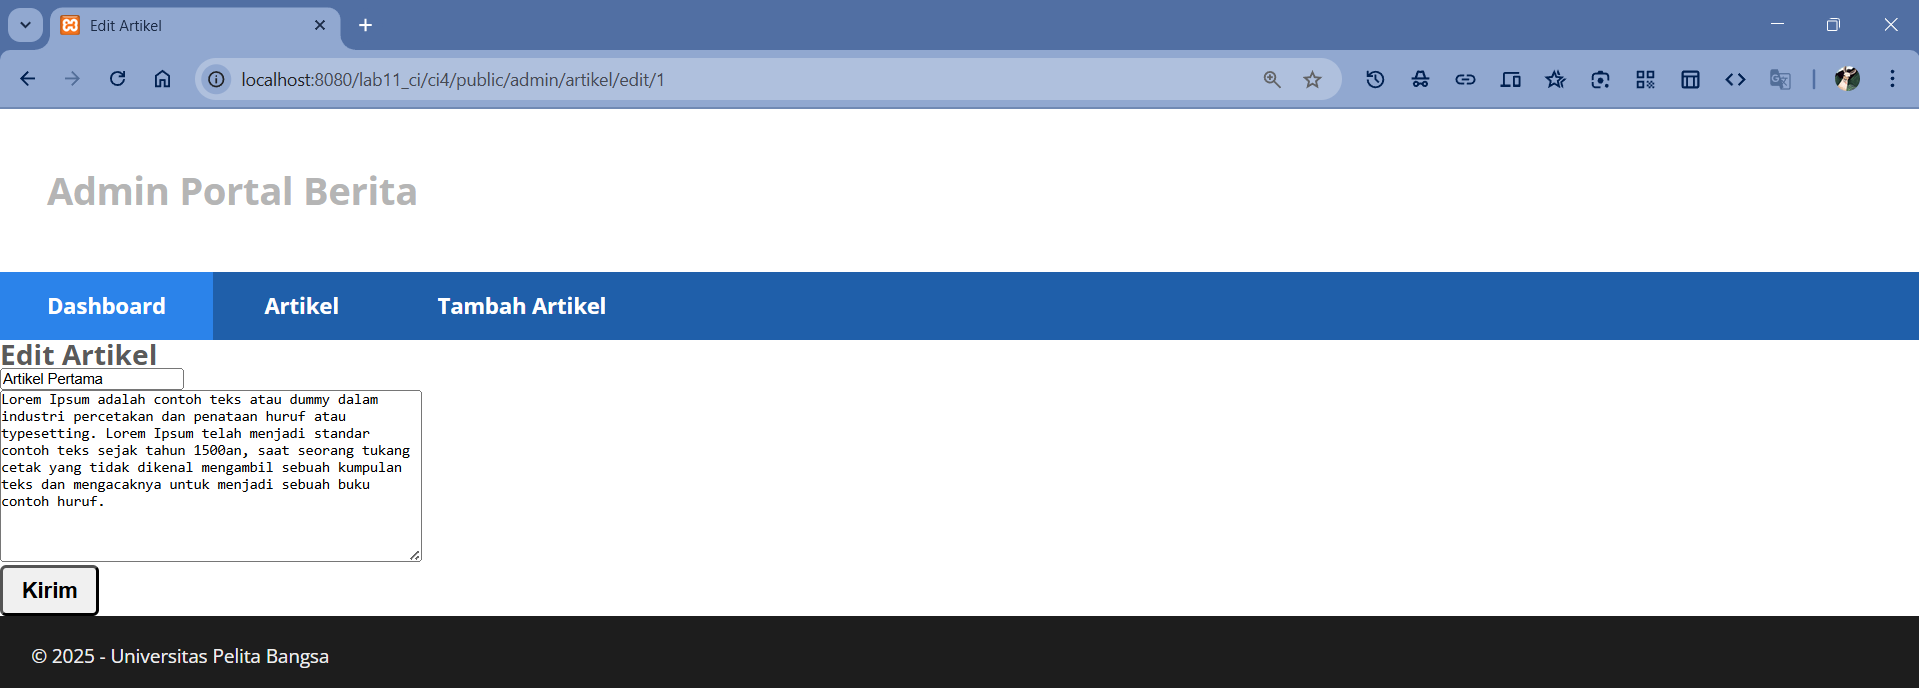 Edit Artikel
localhost:8080/lab11_ci/ci4/public/admin/artikel/edit/1
Admin Portal Berita
Dashboard
Artikel
Tambah Artikel
Edit Artikel
Artikel Pertama
Lorem Ipsum adalah contoh teks atau dummy dalam
industri percetakan dan penataan huruf atau
typesetting. Lorem Ipsum telah menjadi standar
contoh teks sejak tahun 1500an, saat seorang tukang
cetak yang tidak dikenal mengambil sebuah kumpulan
teks dan mengacaknya untuk menjadi sebuah buku
contoh huruf.
Kirim
© 2025 - Universitas Pelita Bangsa